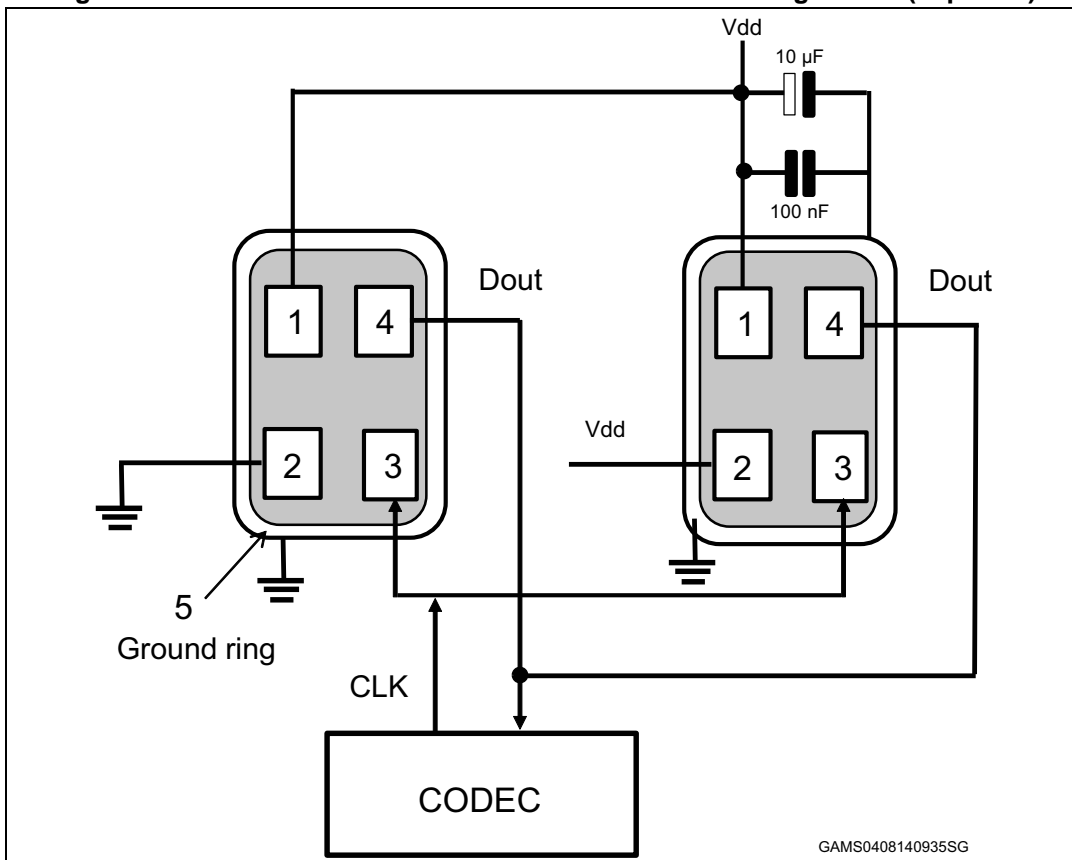 Vdd
10 µF
100 nF
Dout
Dout
1
4
1
4
Vdd
2
3
2
3
5
Ground ring
CLK
CODEC
GAMS0408140935SG